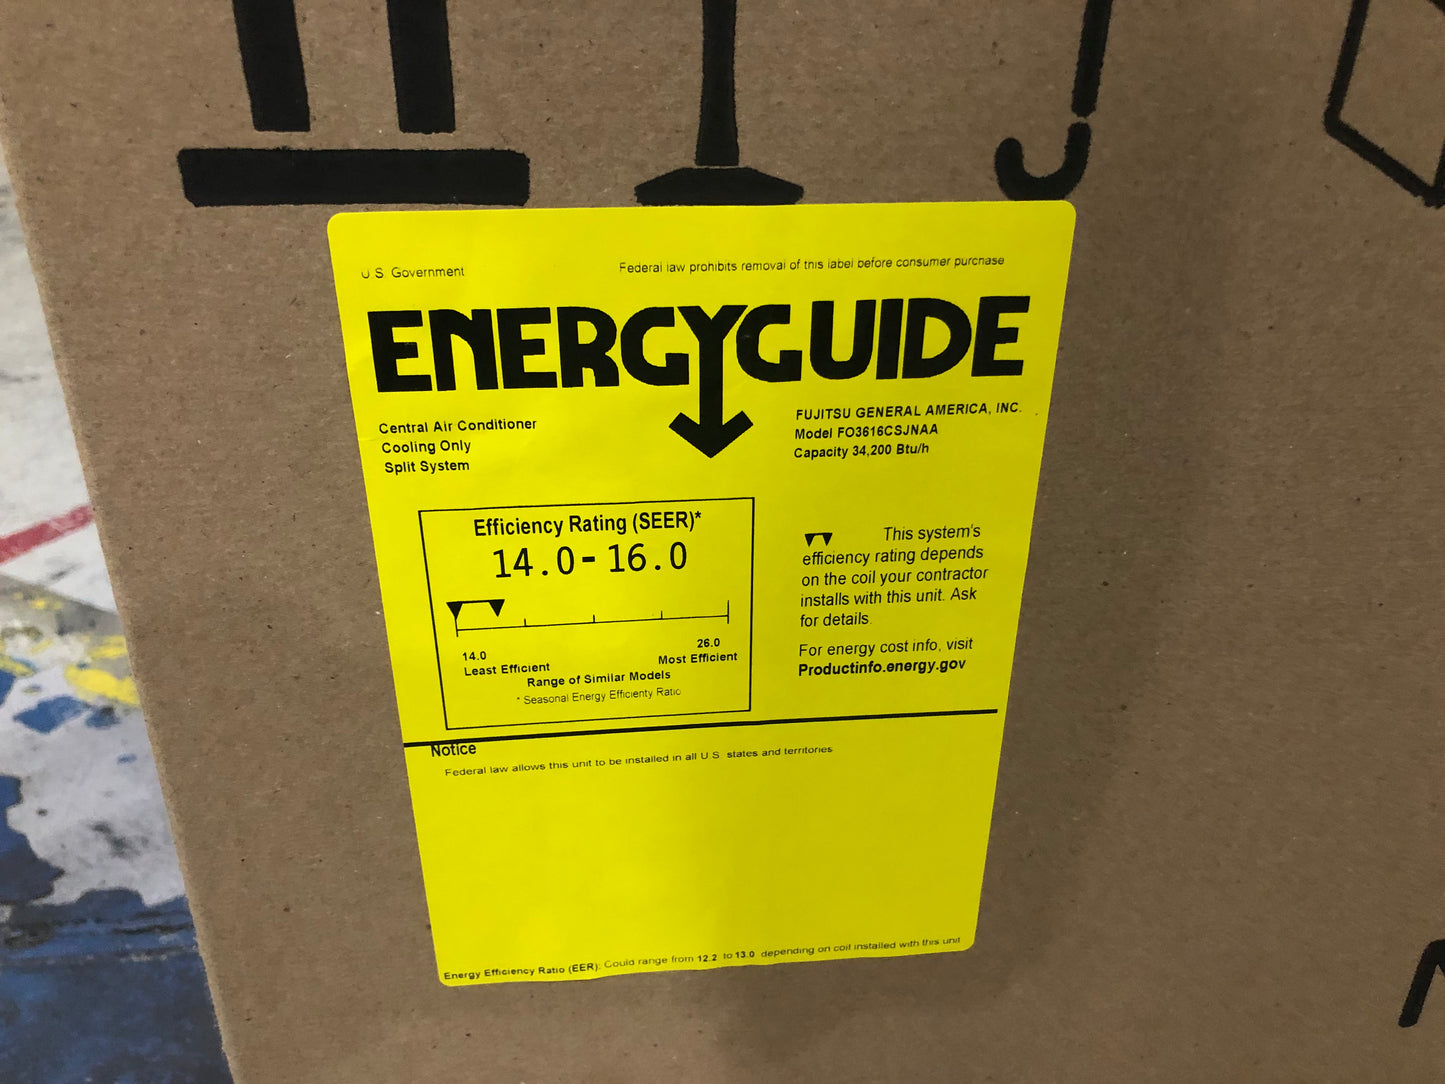 U.S. Government
Federal law prohibits removal of this label before consumer purchase
ENERGYGUIDE
Central Air Conditioner
Cooling Only
Split System
FUJITSU GENERAL AMERICA, INC.
Model FO3616CSJNAA
Capacity 34,200 Btu/h
Efficiency Rating (SEER)*
14.0-16.0
14.0
Least Efficient
26.0
Most Efficient
Range of Similar Models
* Seasonal Energy Efficienty Ratio
This system's
efficiency rating depends
on the coil your contractor
installs with this unit. Ask
for details.
For energy cost info, visit
Productinfo.energy.gov
Notice
Federal law allows this unit to be installed in all U.S. states and territories
Energy Efficiency Ratio (EER): Could range from 12.2 to 13.0 depending on coil installed with this unit